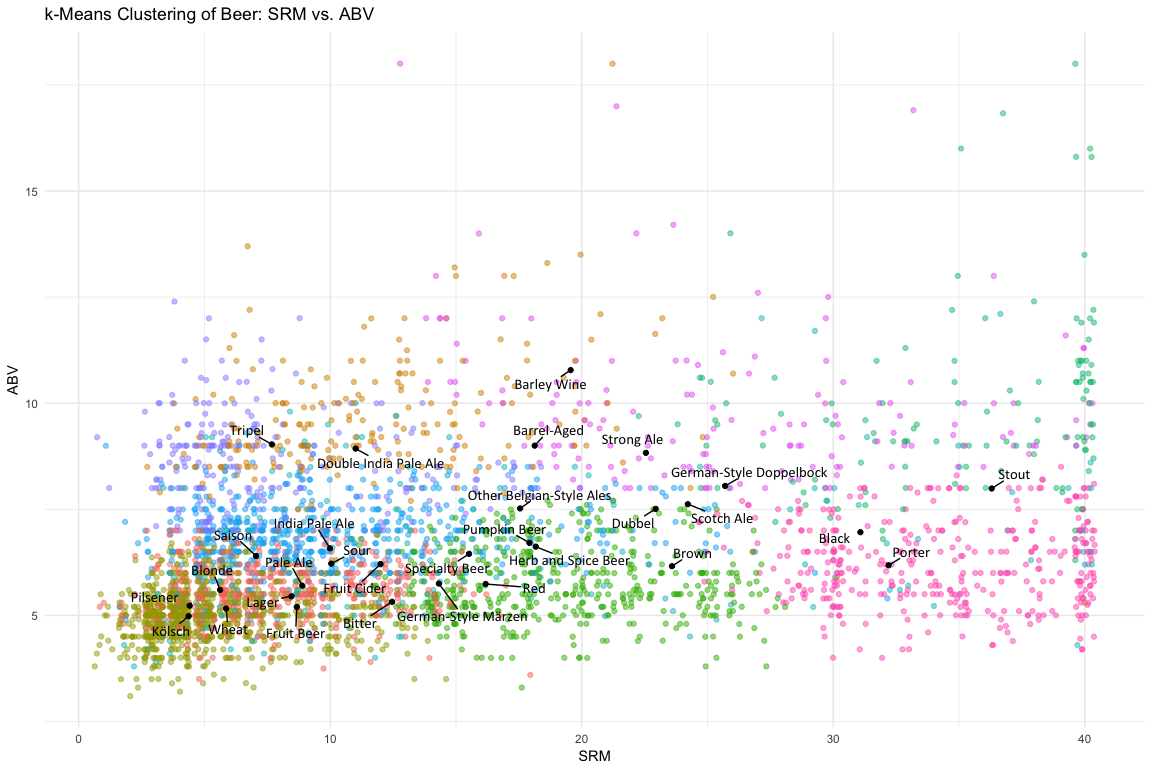 k-Means Clustering of Beer: SRM vs. ABV
15
10
5
ABV
Barley Wine
Tripel
Barrel-Aged
Strong Ale
Double India Pale Ale
German-Style Doppelbock
Stout
Other Belgian-Style Ales
India Pale Ale
Dubbel
Scotch Ale
Saison
Pumpkin Beer
Black
Sour
Brown
Porter
Pale Ale
Herb and Spice Beer
Blonde
Specialty Beer
Fruit Cider
Red
Pilsener
Lager
German-Style Märzen
Kölsch
Wheat
Fruit Beer
Bitter
0
10
20
30
40
SRM